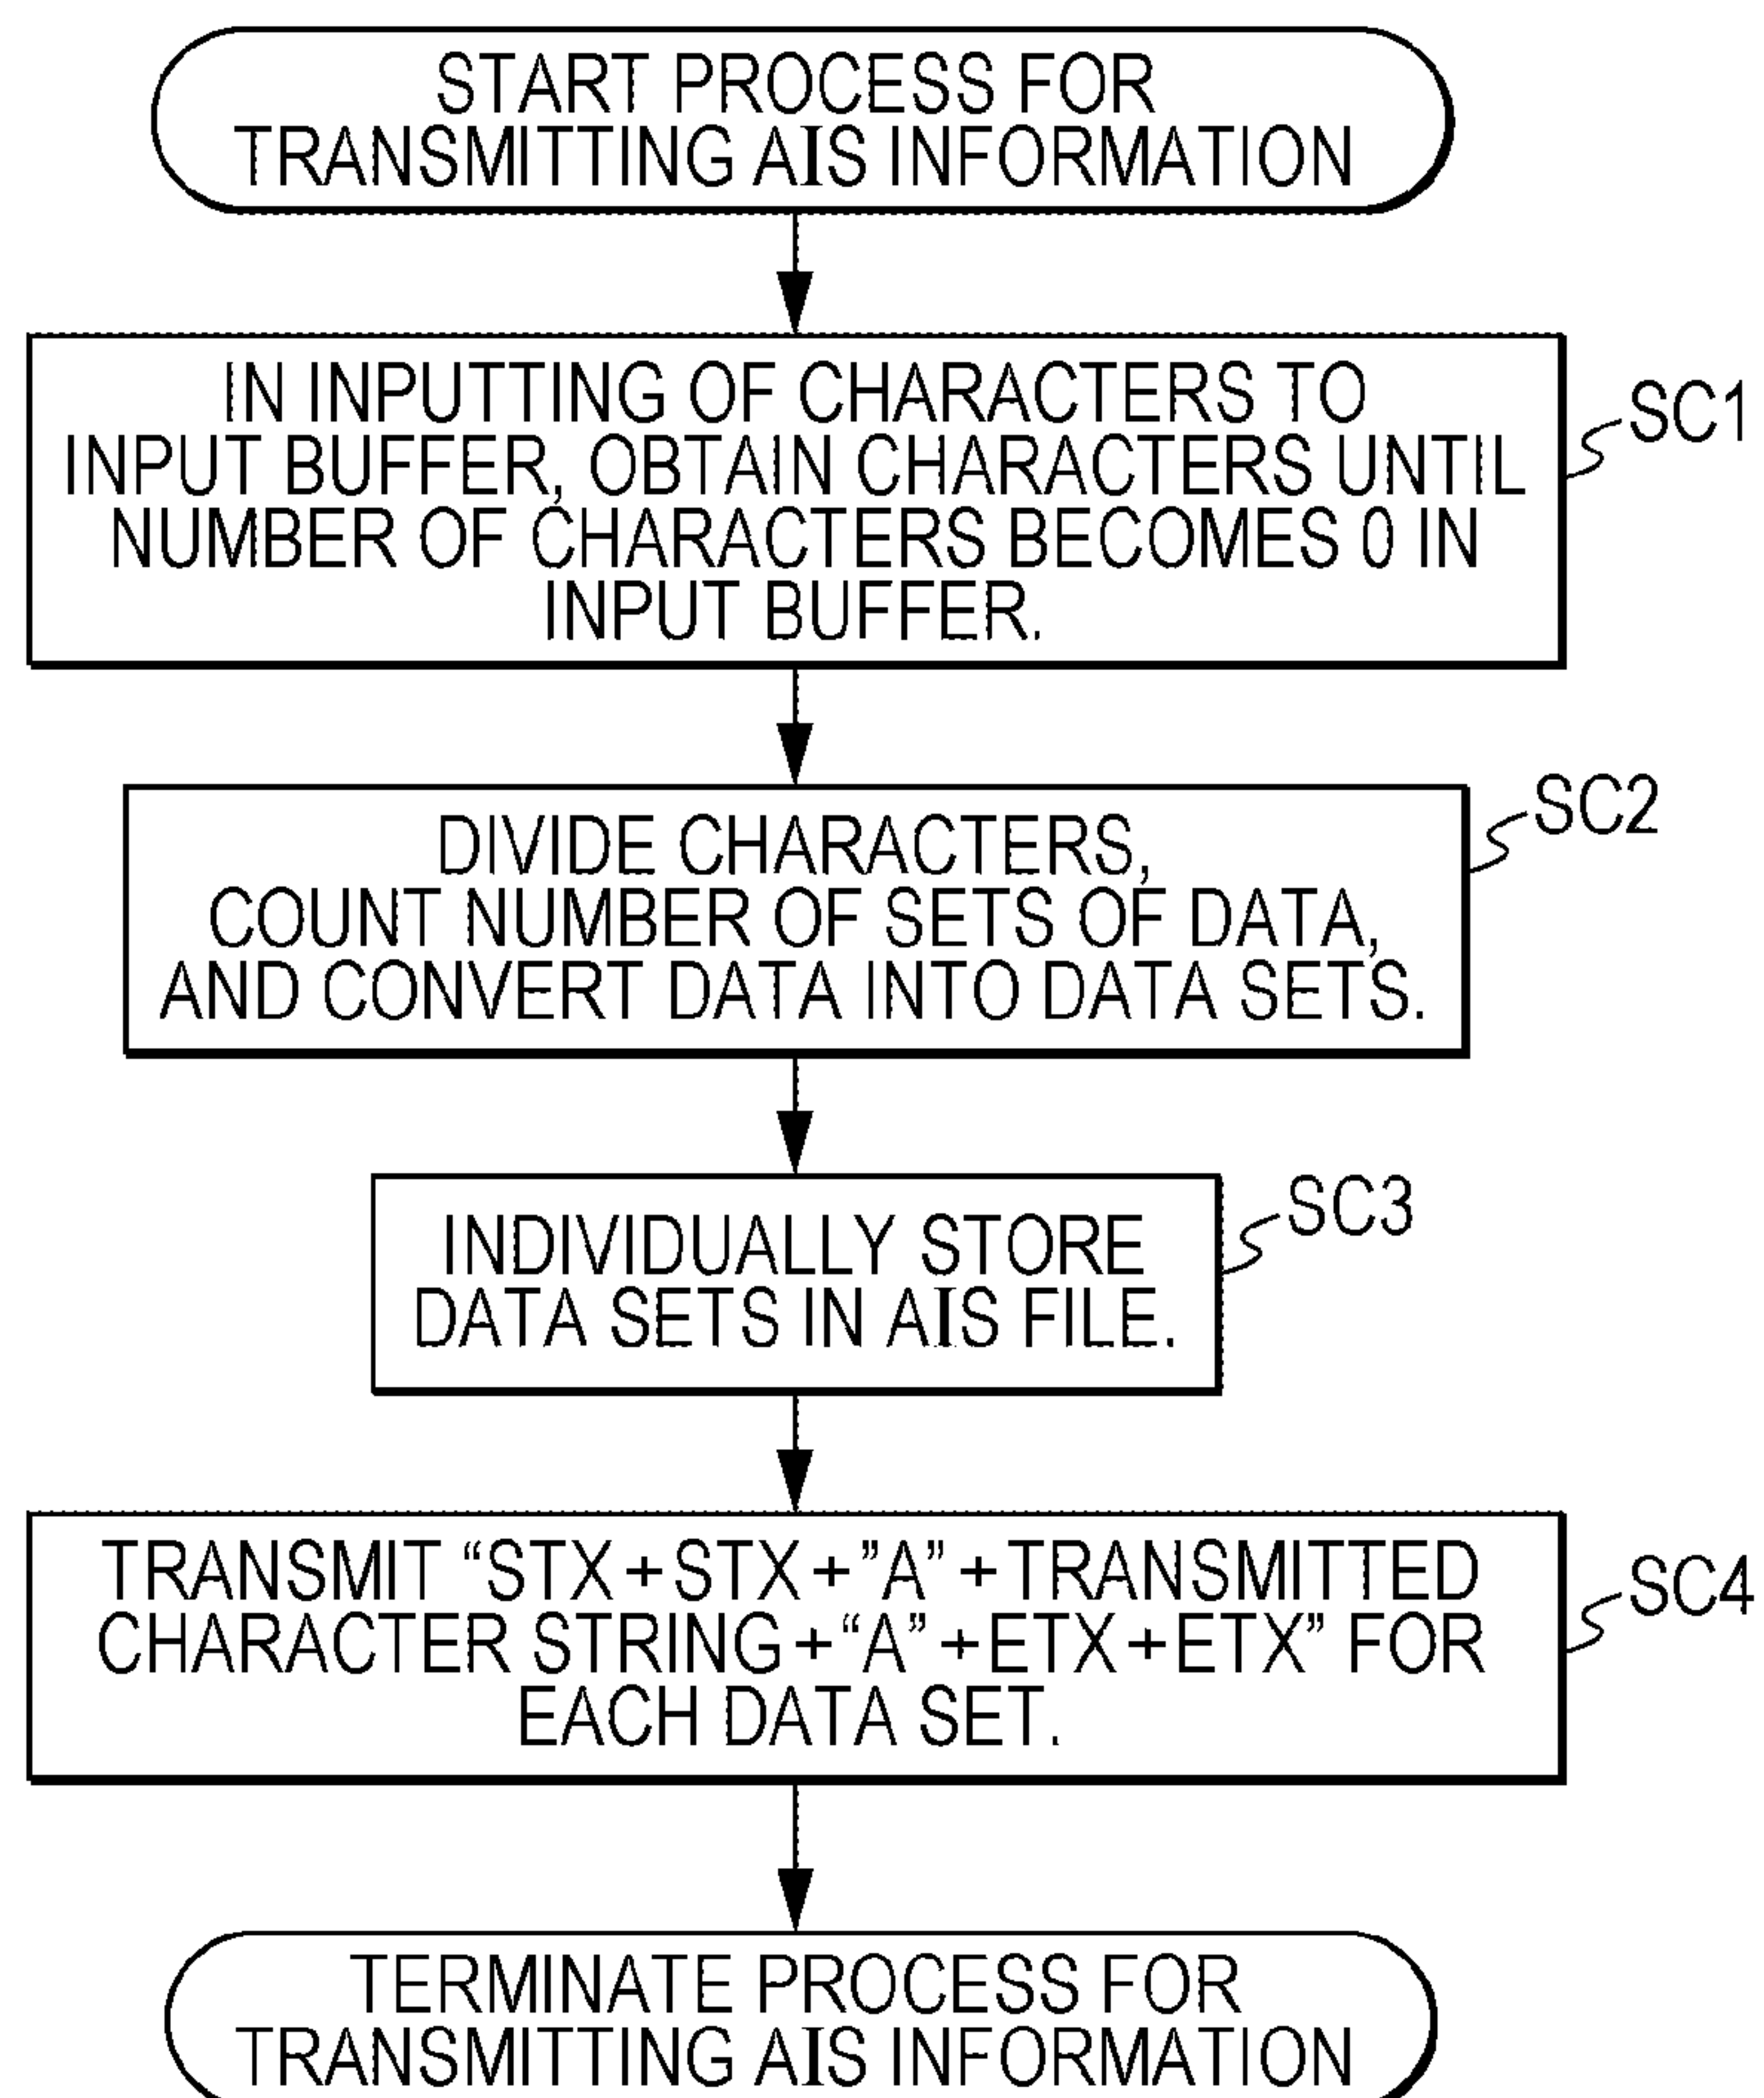 START PROCESS FOR
TRANSMITTING AIS INFORMATION
IN INPUTTING OF CHARACTERS TO
INPUT BUFFER, OBTAIN CHARACTERS UNTIL
NUMBER OF CHARACTERS BECOMES 0 IN
INPUT BUFFER.
SC1
DIVIDE CHARACTERS,
COUNT NUMBER OF SETS OF DATA,
AND CONVERT DATA INTO DATA SETS.
SC2
INDIVIDUALLY STORE
DATA SETS IN AIS FILE.
SC3
TRANSMIT “STX+STX+”A”+TRANSMITTED
CHARACTER STRING+“A”+ETX+ETX” FOR
EACH DATA SET.
SC4
TERMINATE PROCESS FOR
TRANSMITTING AIS INFORMATION